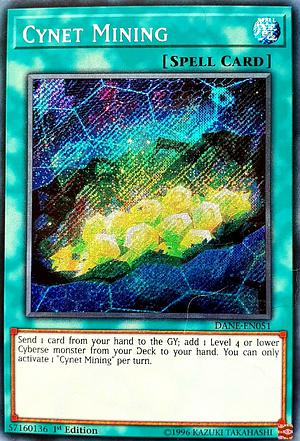 Cynet Mining
SPELL
[Spell Card]
DANE-EN051
Send 1 card from your hand to the GY; add 1 Level 4 or lower
Cyberse monster from your Deck to your hand. You can only
activate 1 "Cynet Mining" per turn.
57160136 1st Edition
©1996 KAZUKI TAKAHASHI